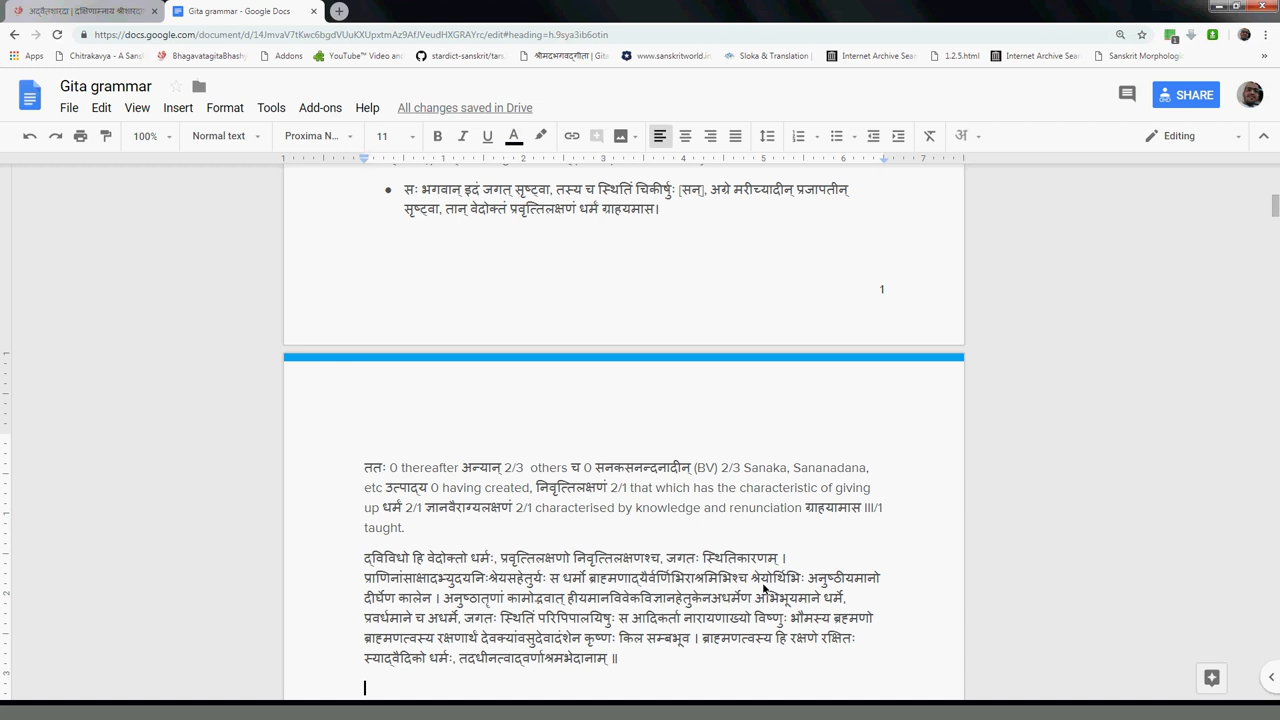 अद्वैतशारदा | दक्षिणाम्नाय श्रीशारदा
Gita grammar - Google Docs
https://docs.google.com/document/d/14JmvaV7tKwc6bgdVUuKXUpxtmAz9AfJVeudHXGRAYrc/edit#heading=h.9sya3ib6otin
Apps Chitrakavya - A Sans BhagavatagitaBhashy Addons YouTube™ Video and stardict-sanskrit/tars. श्रीमद्भगवद्गीता | Gita www.sanskritworld.in Sloka & Translation | Internet Archive Sear 1.2.5.html Internet Archive Sear Sanskrit Morphologic »
Gita grammar
SHARE
File Edit View Insert Format Tools Add-ons Help All changes saved in Drive
100% Normal text Proxima N... 11 B I U A अ Editing
1 1 2 3 4 5 6 7
सः भगवान् इदं जगत् सृष्ट्वा, तस्य च स्थितिं चिकीर्षुः [सन्], अग्रे मरीच्यादीन् प्रजापतीन्
सृष्ट्वा, तान् वेदोक्तं प्रवृत्तिलक्षणं धर्मं ग्राहयामास।
1
ततः 0 thereafter अन्यान् 2/3 others च 0 सनकसनन्दनादीन् (BV) 2/3 Sanaka, Sananadana,
etc उत्पाद्य 0 having created, निवृत्तिलक्षणं 2/1 that which has the characteristic of giving
up धर्मं 2/1 ज्ञानवैराग्यलक्षणं 2/1 characterised by knowledge and renunciation ग्राहयामास III/1
taught.
द्विविधो हि वेदोक्तो धर्मः, प्रवृत्तिलक्षणो निवृत्तिलक्षणश्च, जगतः स्थितिकारणम् ।
प्राणिनांसाक्षादभ्युदयनिःश्रेयसहेतुर्यः स धर्मो ब्राह्मणाद्यैर्वर्णिभिराश्रमिभिश्च श्रेयोर्थिभिः अनुष्ठीयमानो
दीर्घेण कालेन । अनुष्ठातॄणां कामोद्भवात् हीयमानविवेकविज्ञानहेतुकेनअधर्मेण अभिभूयमाने धर्मे,
प्रवर्धमाने च अधर्मे, जगतः स्थितिं परिपिपालयिषुः स आदिकर्ता नारायणाख्यो विष्णुः भौमस्य ब्रह्मणो
ब्राह्मणत्वस्य रक्षणार्थं देवक्यांवसुदेवादंशेन कृष्णः किल सम्बभूव । ब्राह्मणत्वस्य हि रक्षणे रक्षितः
स्याद्वैदिको धर्मः, तदधीनत्वाद्वर्णाश्रमभेदानाम् ॥